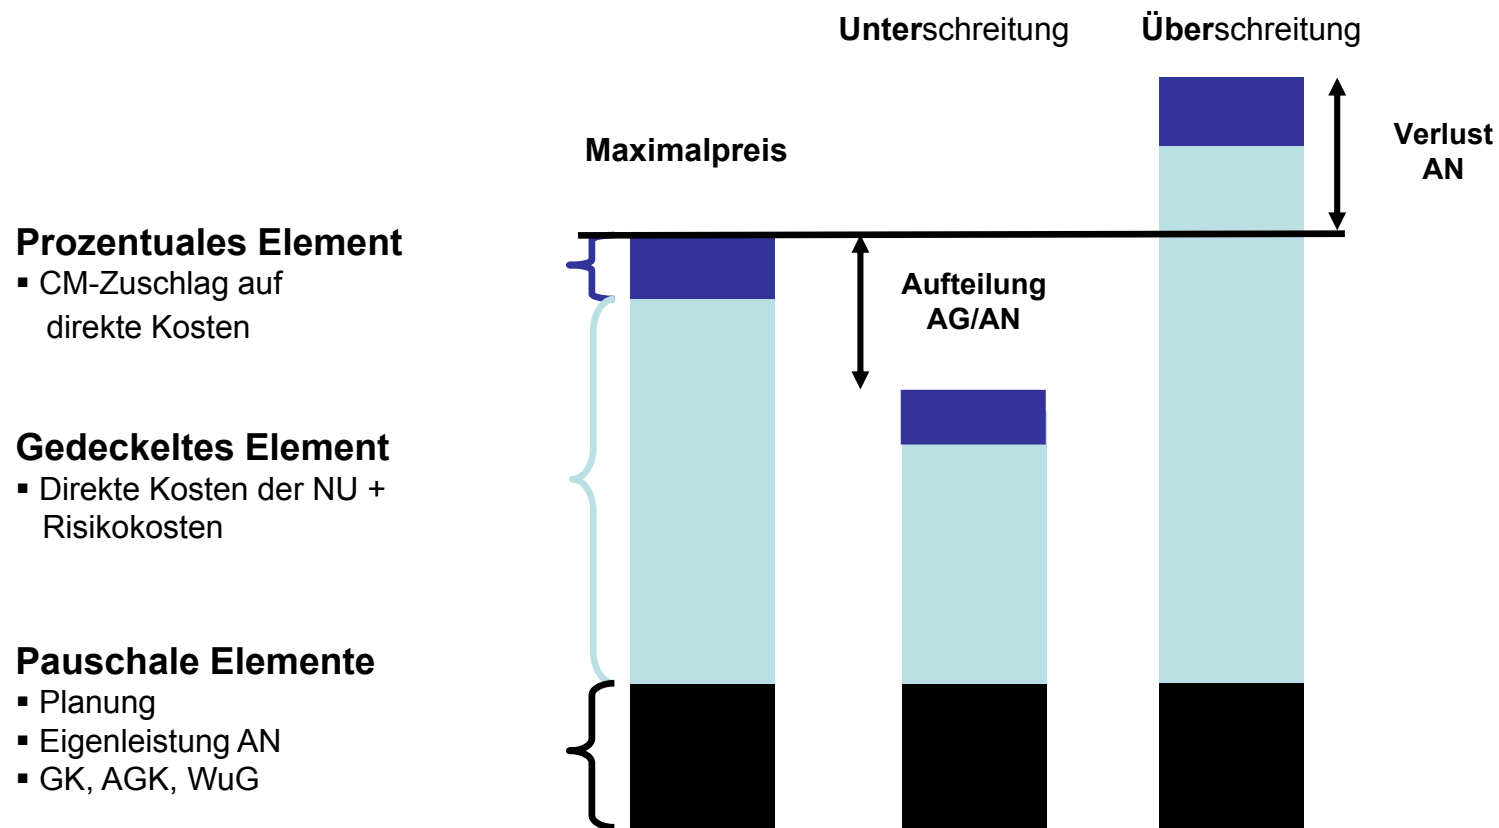 Unterschreitung
Überschreitung
Maximalpreis
Verlust
AN
Prozentuales Element
▪ CM-Zuschlag auf
direkte Kosten
Aufteilung
AG/AN
Gedeckeltes Element
▪ Direkte Kosten der NU +
Risikokosten
Pauschale Elemente
▪ Planung
▪ Eigenleistung AN
▪ GK, AGK, WuG